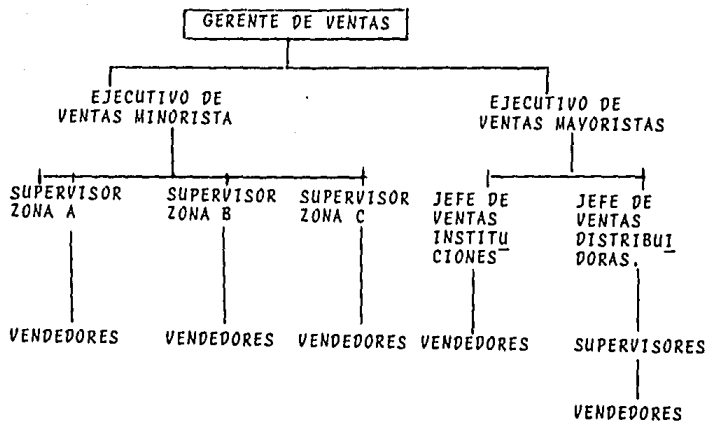 GERENTE DE VENTAS
EJECUTIVO DE
VENTAS MINORISTA
EJECUTIVO DE
VENTAS MAYORISTAS
SUPERVISOR
ZONA A
SUPERVISOR
ZONA B
SUPERVISOR
ZONA C
JEFE DE
VENTAS
INSTITU
CIONES
JEFE DE
VENTAS
DISTRIBUI
DORAS.
VENDEDORES
VENDEDORES
VENDEDORES
VENDEDORES
SUPERVISORES
VENDEDORES